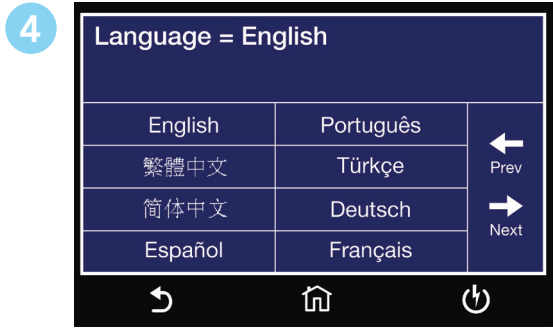 4
Language = English
English
Português
繁體中文
Türkçe
Prev
简体中文
Deutsch
Next
Español
Français